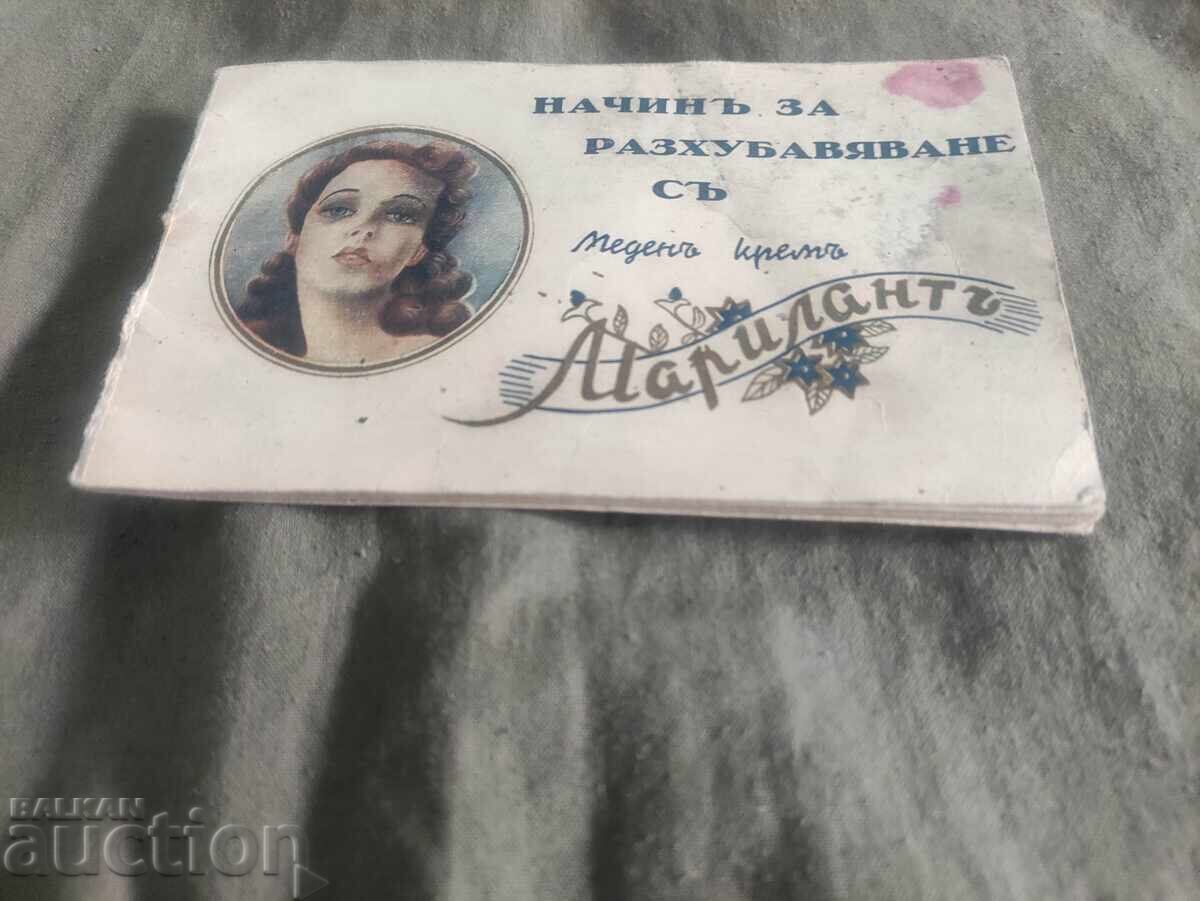 НАЧИНЪ ЗА
РАЗХУБАВЯВАНЕ
СЪ
Меденъ кремъ
Марилантъ
BALKAN
auction